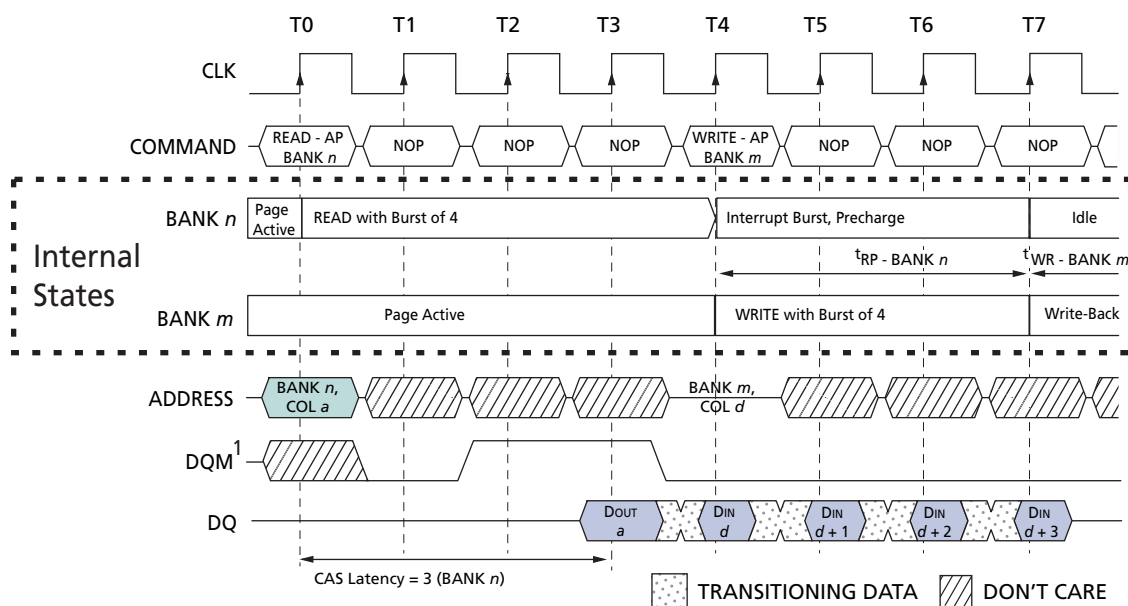 T0 T1 T2 T3 T4 T5 T6 T7
CLK
COMMAND READ - AP BANK n NOP NOP NOP WRITE - AP BANK m NOP NOP NOP
Internal States
BANK n Page Active READ with Burst of 4 Interrupt Burst, Precharge Idle
tRP - BANK n tWR - BANK m
BANK m Page Active WRITE with Burst of 4 Write-Back
ADDRESS BANK n, COL a BANK m, COL d
DQM1
DQ DOUT a DIN d DIN d + 1 DIN d + 2 DIN d + 3
CAS Latency = 3 (BANK n)
TRANSITIONING DATA DON'T CARE